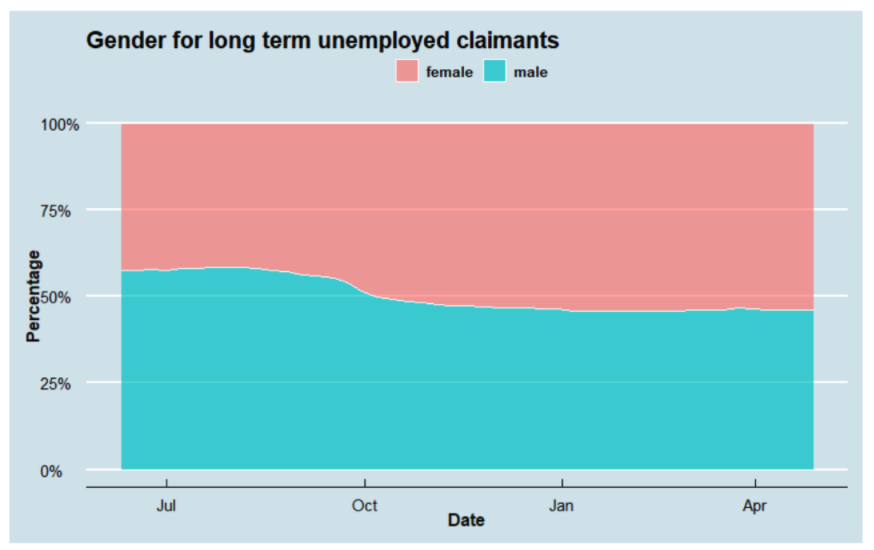 Gender for long term unemployed claimants
female male
100%
75%
50%
25%
0%
Percentage
Jul Oct Jan Apr
Date